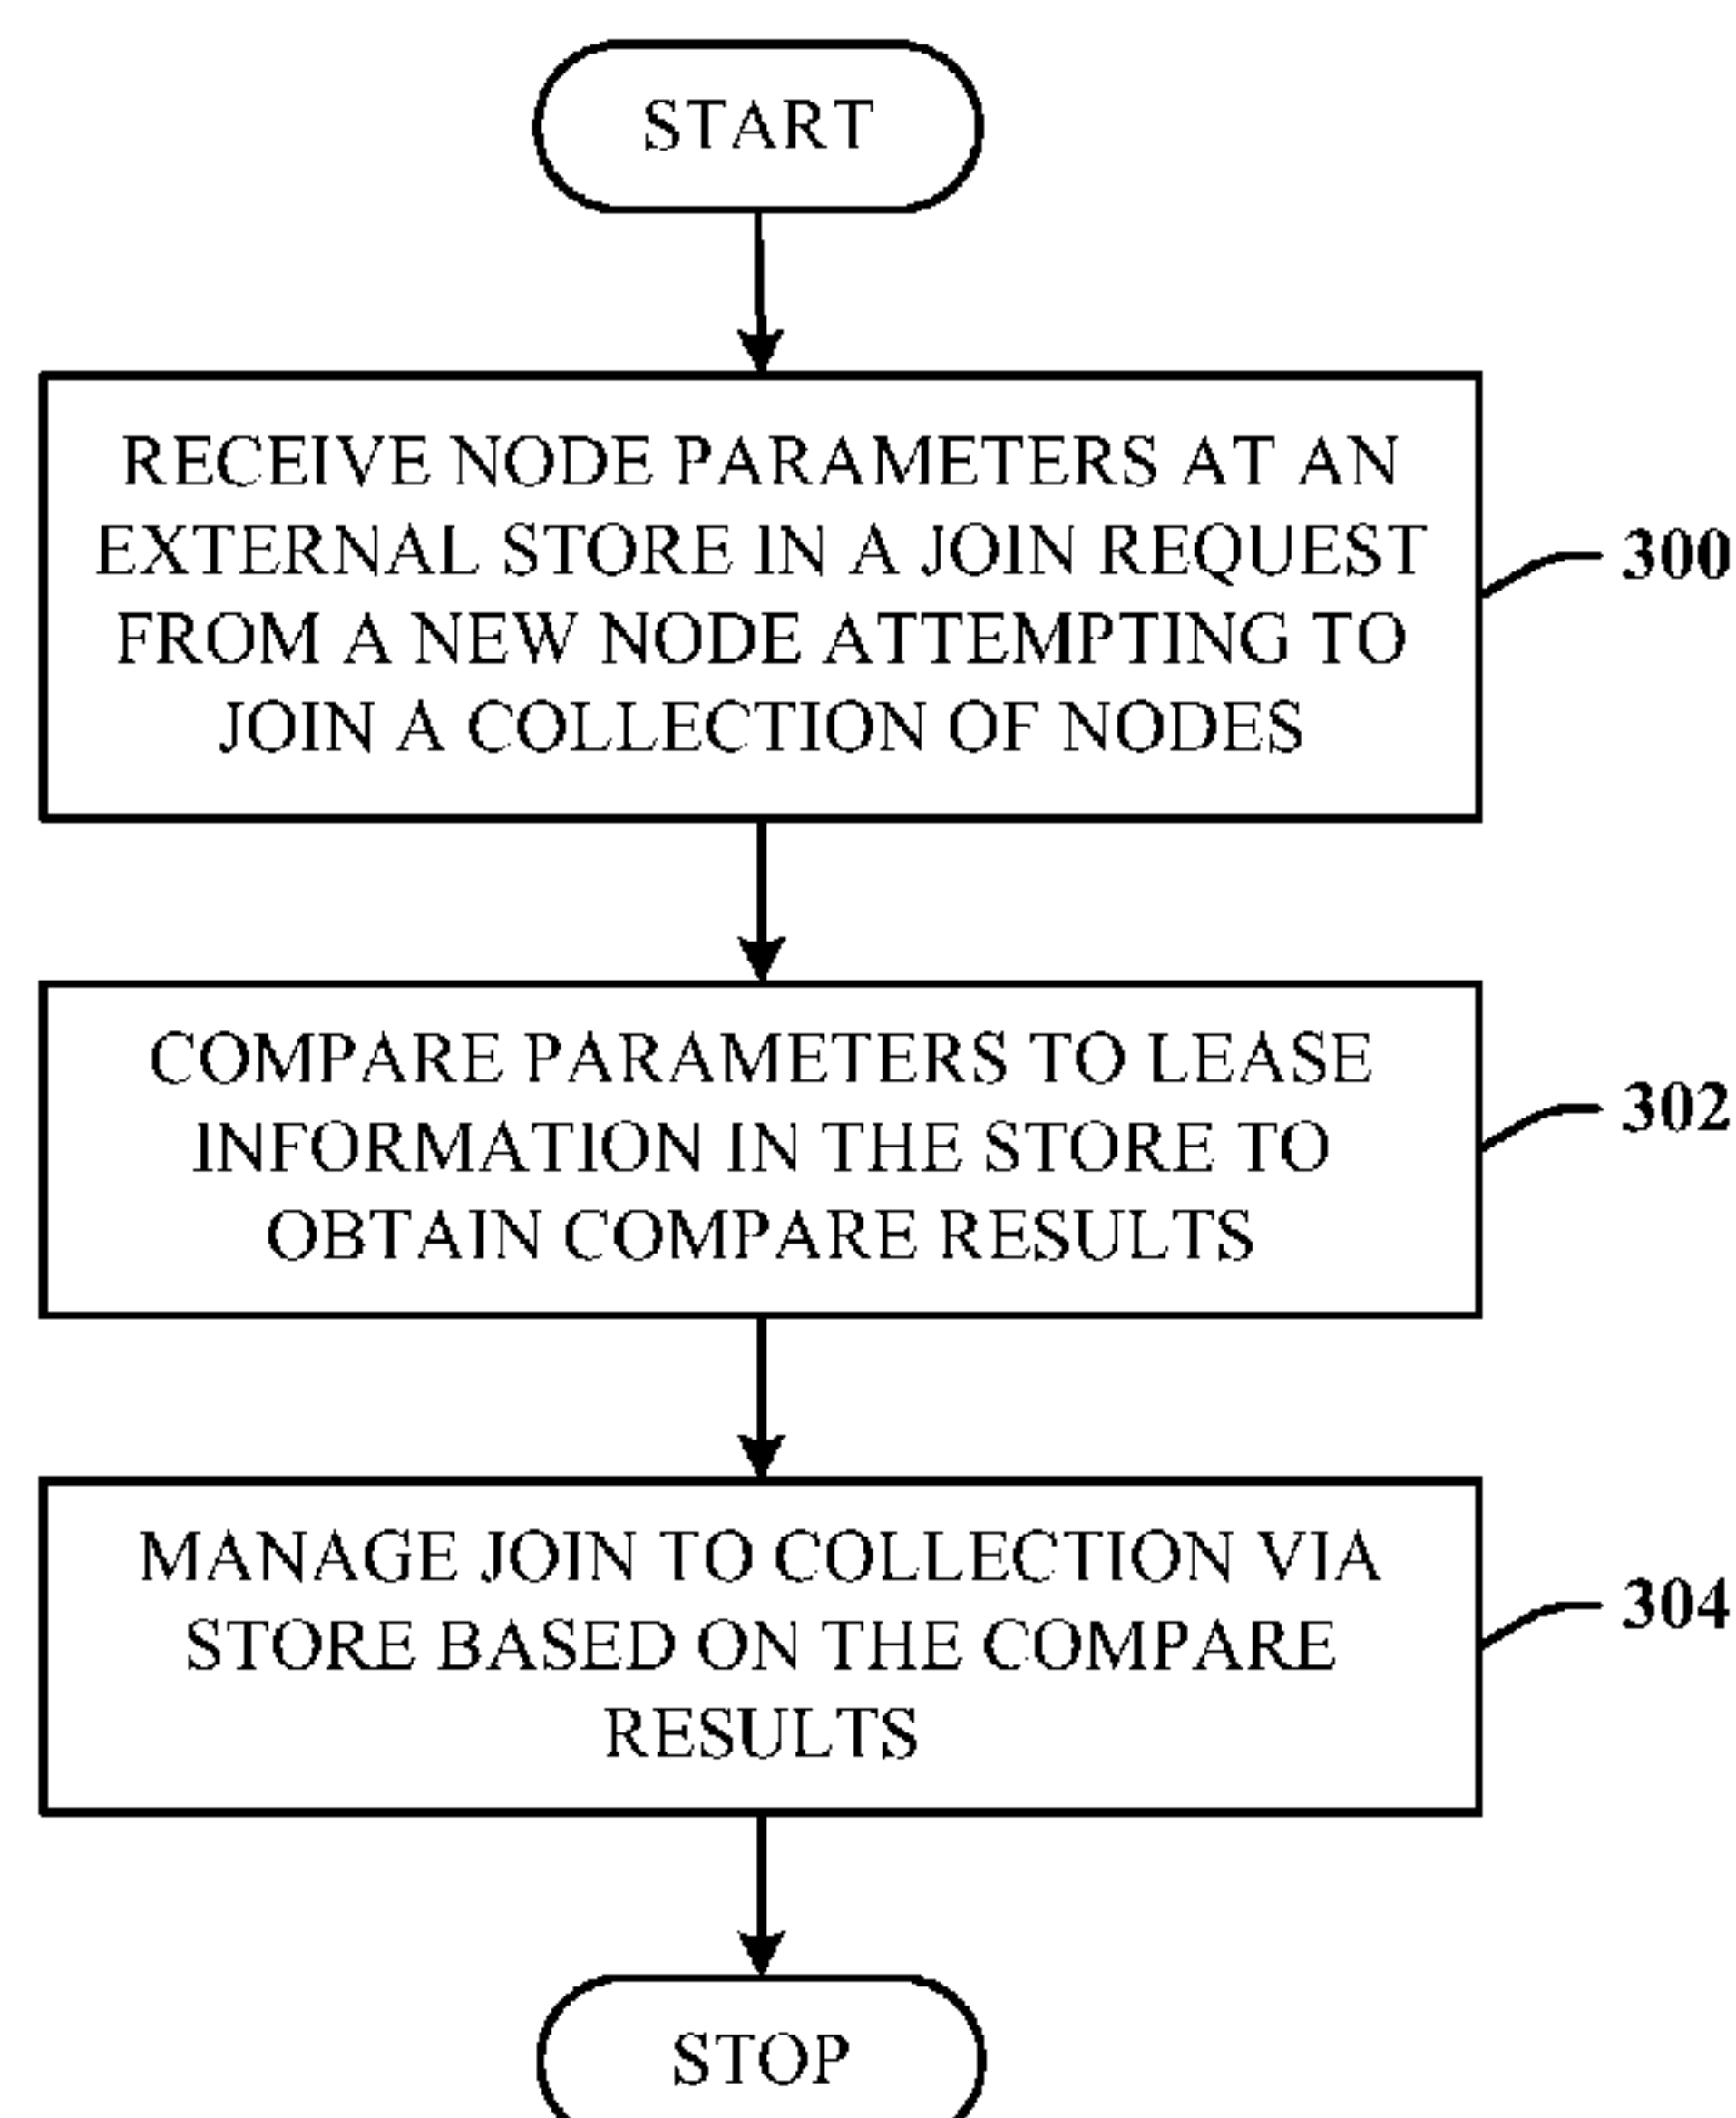 START
RECEIVE NODE PARAMETERS AT AN
EXTERNAL STORE IN A JOIN REQUEST
FROM A NEW NODE ATTEMPTING TO
JOIN A COLLECTION OF NODES
300
COMPARE PARAMETERS TO LEASE
INFORMATION IN THE STORE TO
OBTAIN COMPARE RESULTS
302
MANAGE JOIN TO COLLECTION VIA
STORE BASED ON THE COMPARE
RESULTS
304
STOP